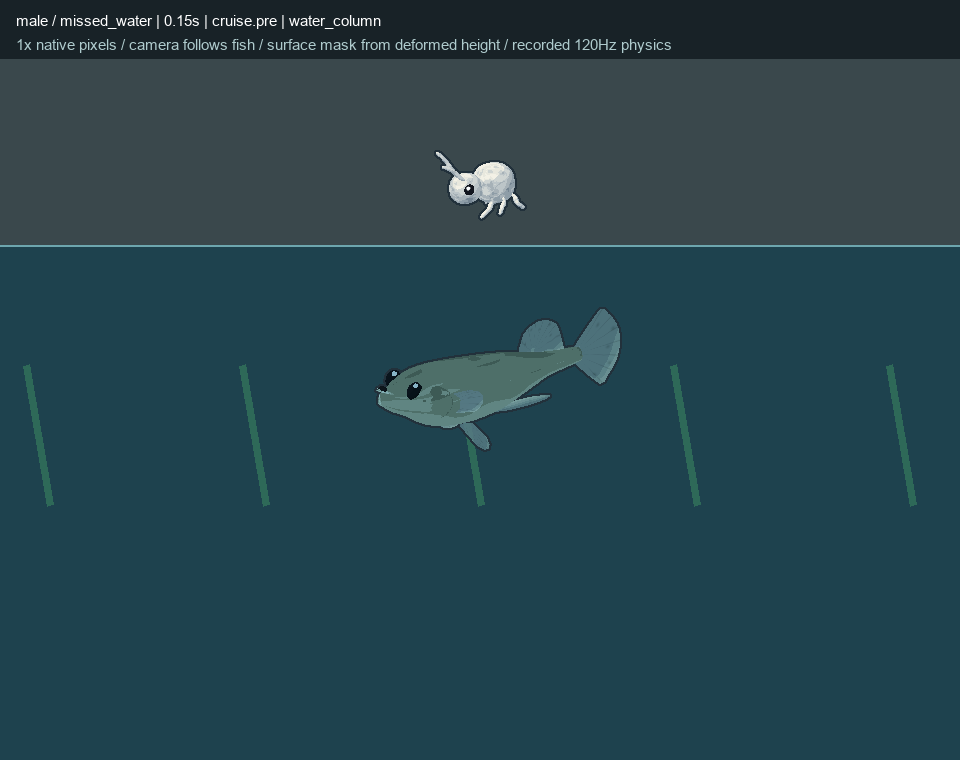 male / missed_water | 0.15s | cruise.pre | water_column
1x native pixels / camera follows fish / surface mask from deformed height / recorded 120Hz physics